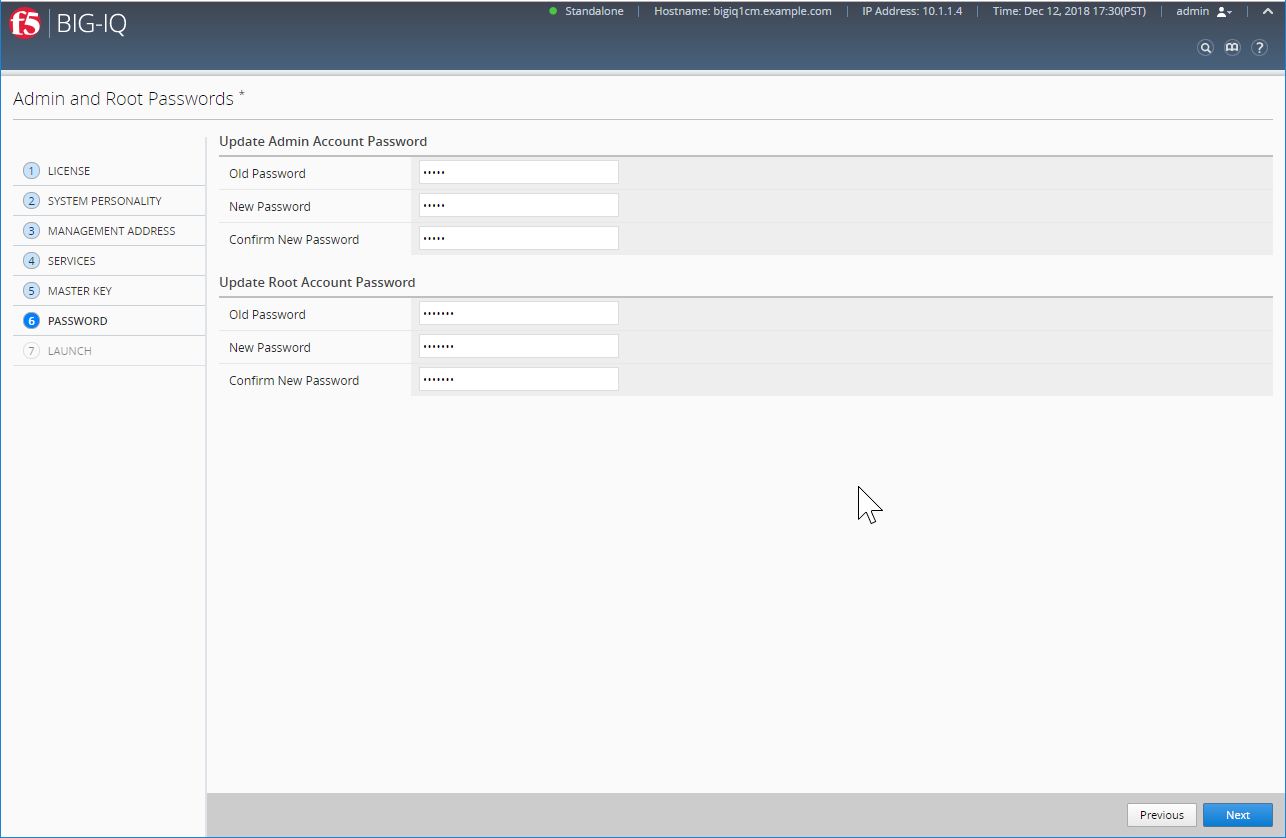 f5 BIG-IQ
Standalone Hostname: bigiq1cm.example.com IP Address: 10.1.1.4 Time: Dec 12, 2018 17:30(PST) admin
?
Admin and Root Passwords *
1 LICENSE
2 SYSTEM PERSONALITY
3 MANAGEMENT ADDRESS
4 SERVICES
5 MASTER KEY
6 PASSWORD
7 LAUNCH
Update Admin Account Password
Old Password •••••
New Password •••••
Confirm New Password •••••
Update Root Account Password
Old Password •••••••
New Password •••••••
Confirm New Password •••••••
Previous Next